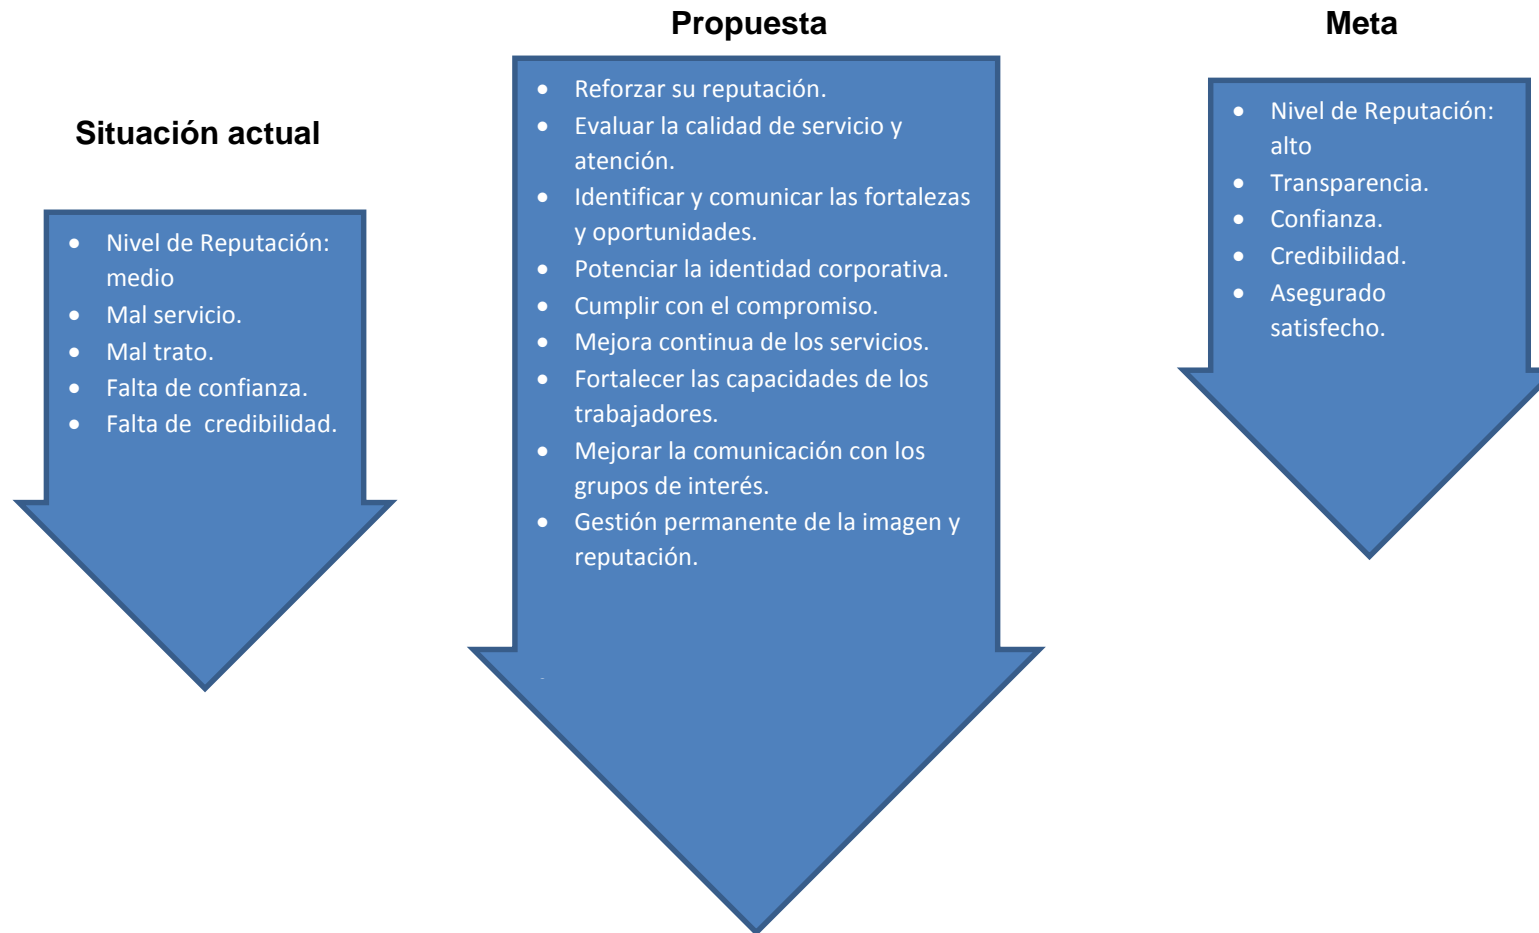 Situación actual
• Nivel de Reputación:
medio
• Mal servicio.
• Mal trato.
• Falta de confianza.
• Falta de  credibilidad.
Propuesta
• Reforzar su reputación.
• Evaluar la calidad de servicio y
atención.
• Identificar y comunicar las fortalezas
y oportunidades.
• Potenciar la identidad corporativa.
• Cumplir con el compromiso.
• Mejora continua de los servicios.
• Fortalecer las capacidades de los
trabajadores.
• Mejorar la comunicación con los
grupos de interés.
• Gestión permanente de la imagen y
reputación.
Meta
• Nivel de Reputación:
alto
• Transparencia.
• Confianza.
• Credibilidad.
• Asegurado
satisfecho.